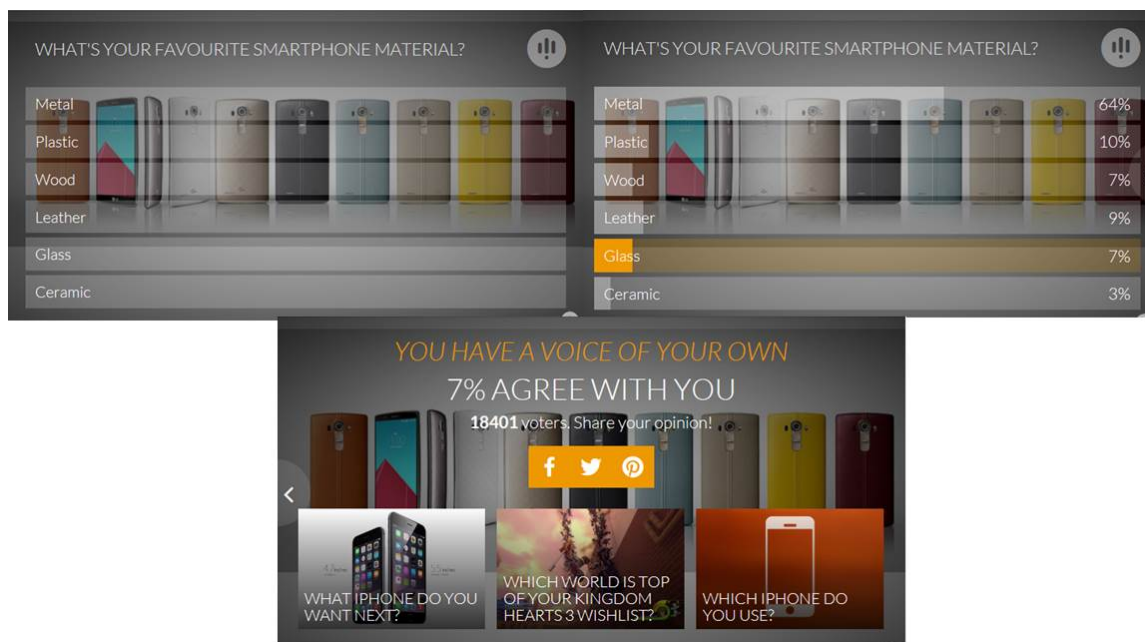 WHAT'S YOUR FAVOURITE SMARTPHONE MATERIAL?
Metal
Plastic
Wood
Leather
Glass
Ceramic
WHAT'S YOUR FAVOURITE SMARTPHONE MATERIAL?
Metal 64%
Plastic 10%
Wood 7%
Leather 9%
Glass 7%
Ceramic 3%
YOU HAVE A VOICE OF YOUR OWN
7% AGREE WITH YOU
18401 voters. Share your opinion!
WHAT IPHONE DO YOU
WANT NEXT?
WHICH WORLD IS TOP
OF YOUR KINGDOM
HEARTS 3 WISHLIST?
WHICH IPHONE DO
YOU USE?